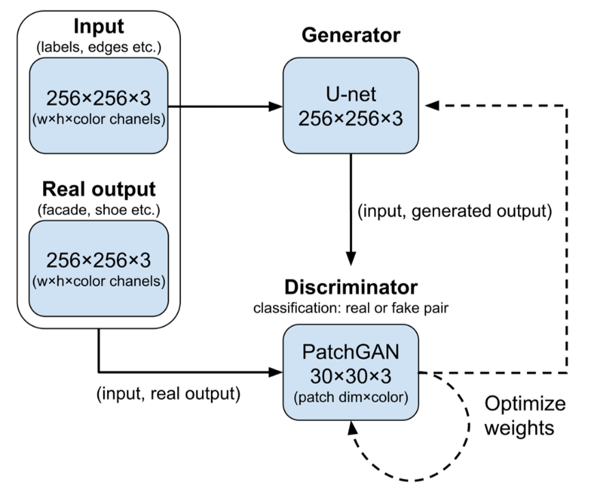 Input
(labels, edges etc.)
256×256×3
(w×h×color chanels)
Real output
(facade, shoe etc.)
256×256×3
(w×h×color chanels)
Generator
U-net
256×256×3
(input, generated output)
Discriminator
classification: real or fake pair
PatchGAN
30×30×3
(patch dim×color)
(input, real output)
Optimize
weights